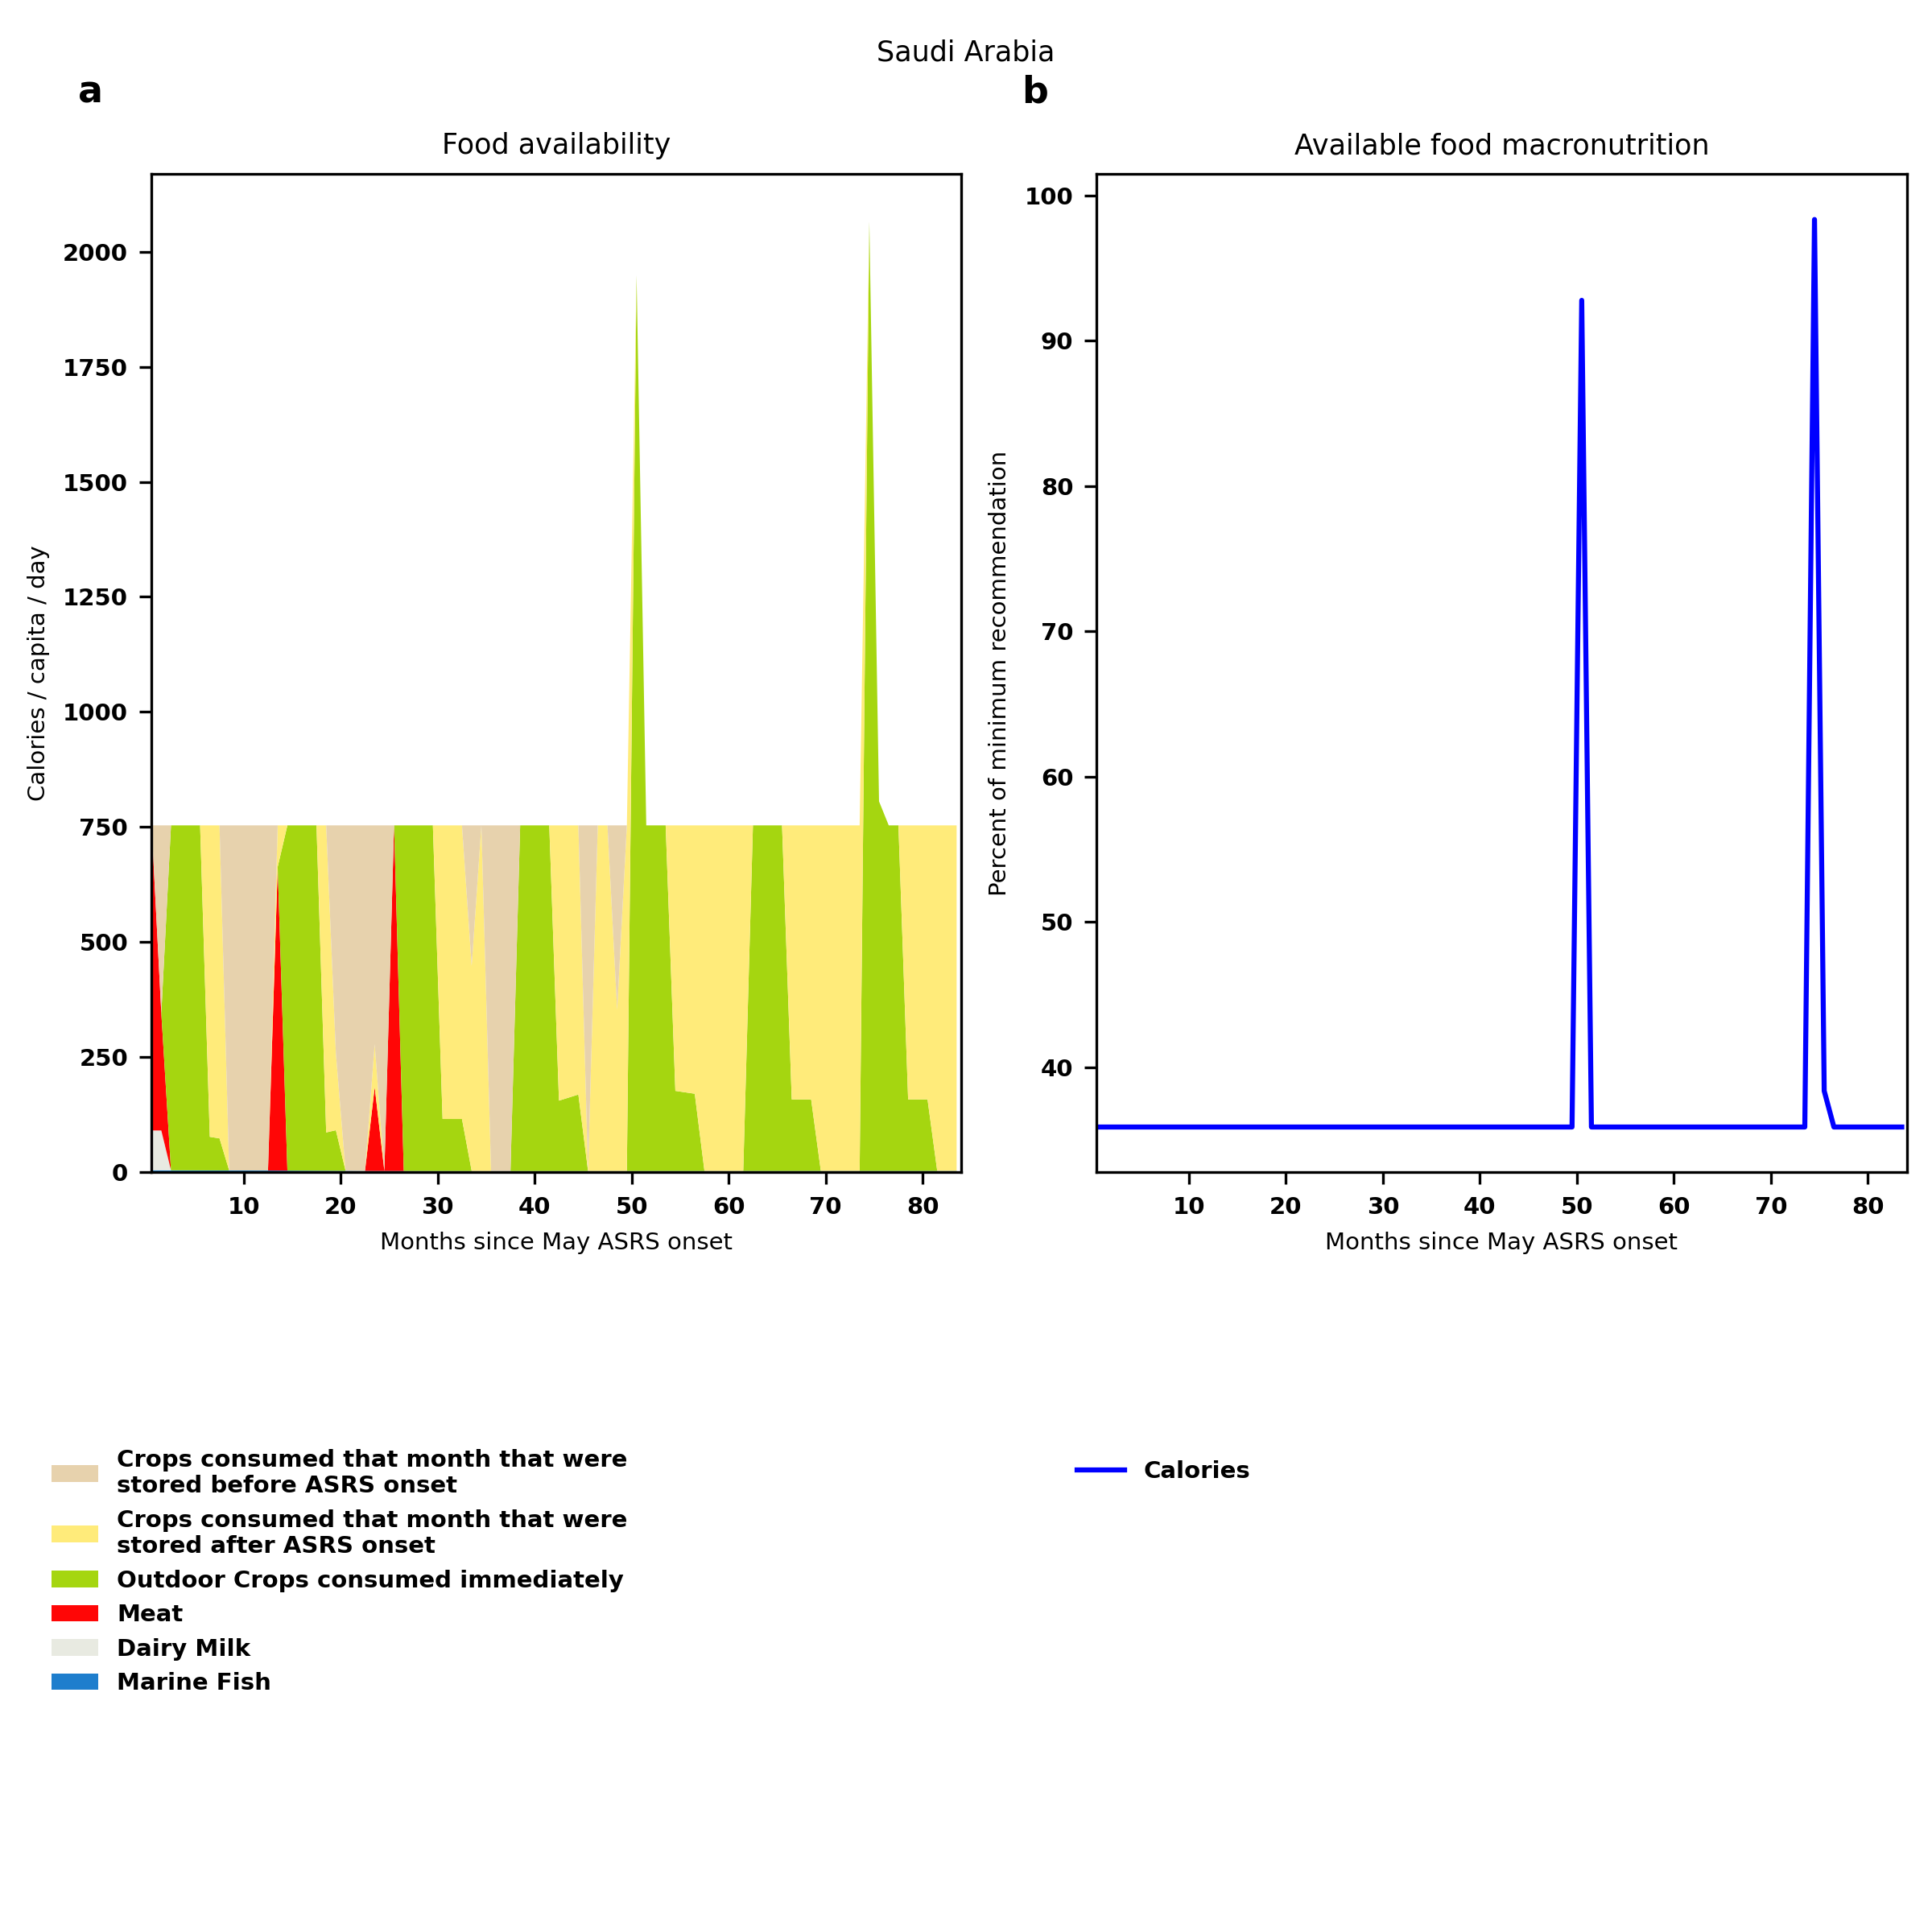 Saudi Arabia
a
Food availability
2000
1750
1500
1250
1000
750
500
250
0
Calories / capita / day
10 20 30 40 50 60 70 80
Months since May ASRS onset
b
Available food macronutrition
100
90
80
70
60
50
40
Percent of minimum recommendation
10 20 30 40 50 60 70 80
Months since May ASRS onset
Crops consumed that month that were
stored before ASRS onset
Crops consumed that month that were
stored after ASRS onset
Outdoor Crops consumed immediately
Meat
Dairy Milk
Marine Fish
Calories